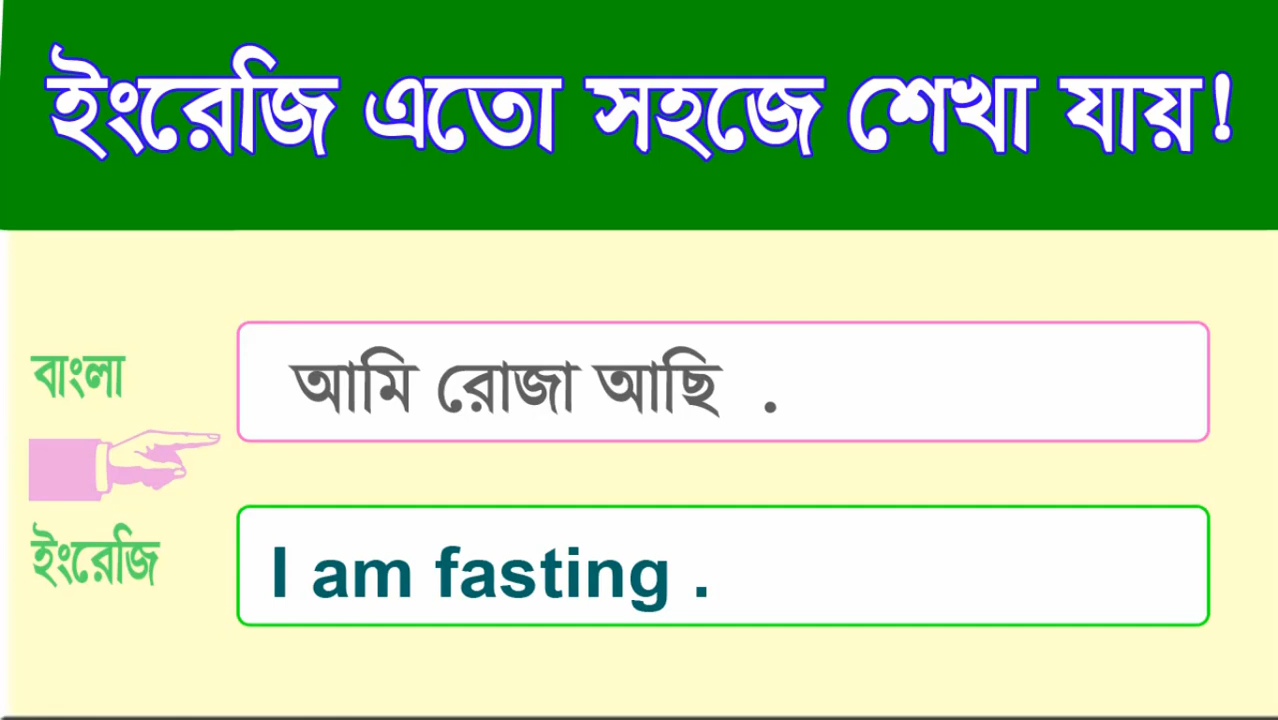 ইংরেজি এতো সহজে শেখা যায়!
বাংলা
আমি রোজা আছি .
ইংরেজি
I am fasting .